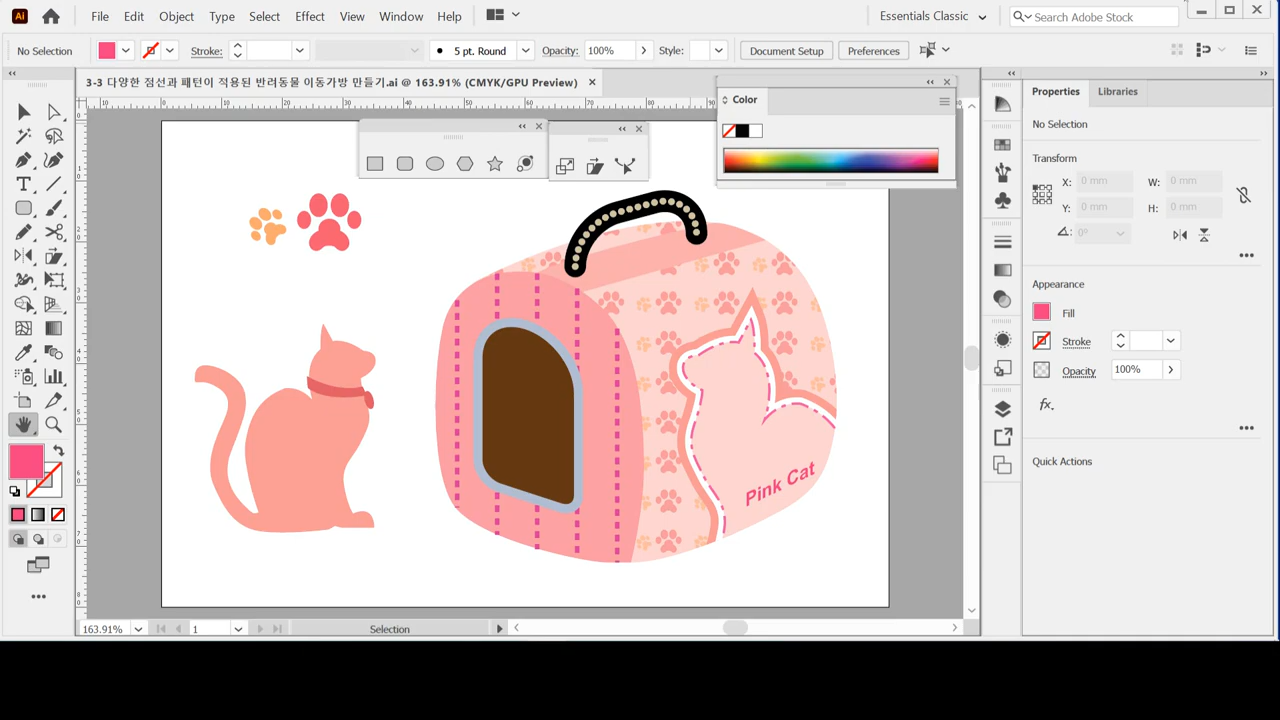 Ai File Edit Object Type Select Effect View Window Help Essentials Classic Search Adobe Stock
No Selection Stroke: 5 pt. Round Opacity: 100% Style: Document Setup Preferences
3-3 다양한 점선과 패턴이 적용된 반려동물 이동가방 만들기.ai @ 163.91% (CMYK/GPU Preview)
Color
Properties Libraries
No Selection
Transform
X: 0 mm W: 0 mm
Y: 0 mm H: 0 mm
0°
Appearance
Fill
Stroke
Opacity 100%
fx
Quick Actions
Pink Cat
163.91% 1 Selection